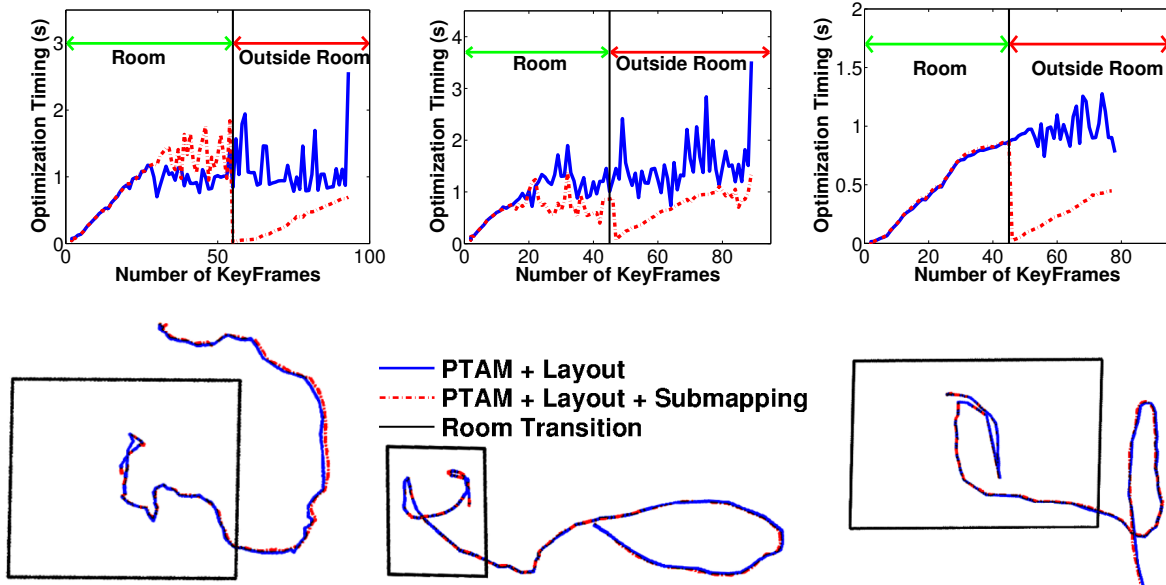 3
2
1
0
0
50
100
Optimization Timing (s)
Room
Outside Room
Number of KeyFrames
4
3
2
1
0
0
20
40
60
80
Optimization Timing (s)
Room
Outside Room
Number of KeyFrames
2
1.5
1
0.5
0
0
20
40
60
80
Optimization Timing (s)
Room
Outside Room
Number of KeyFrames
PTAM + Layout
PTAM + Layout + Submapping
Room Transition